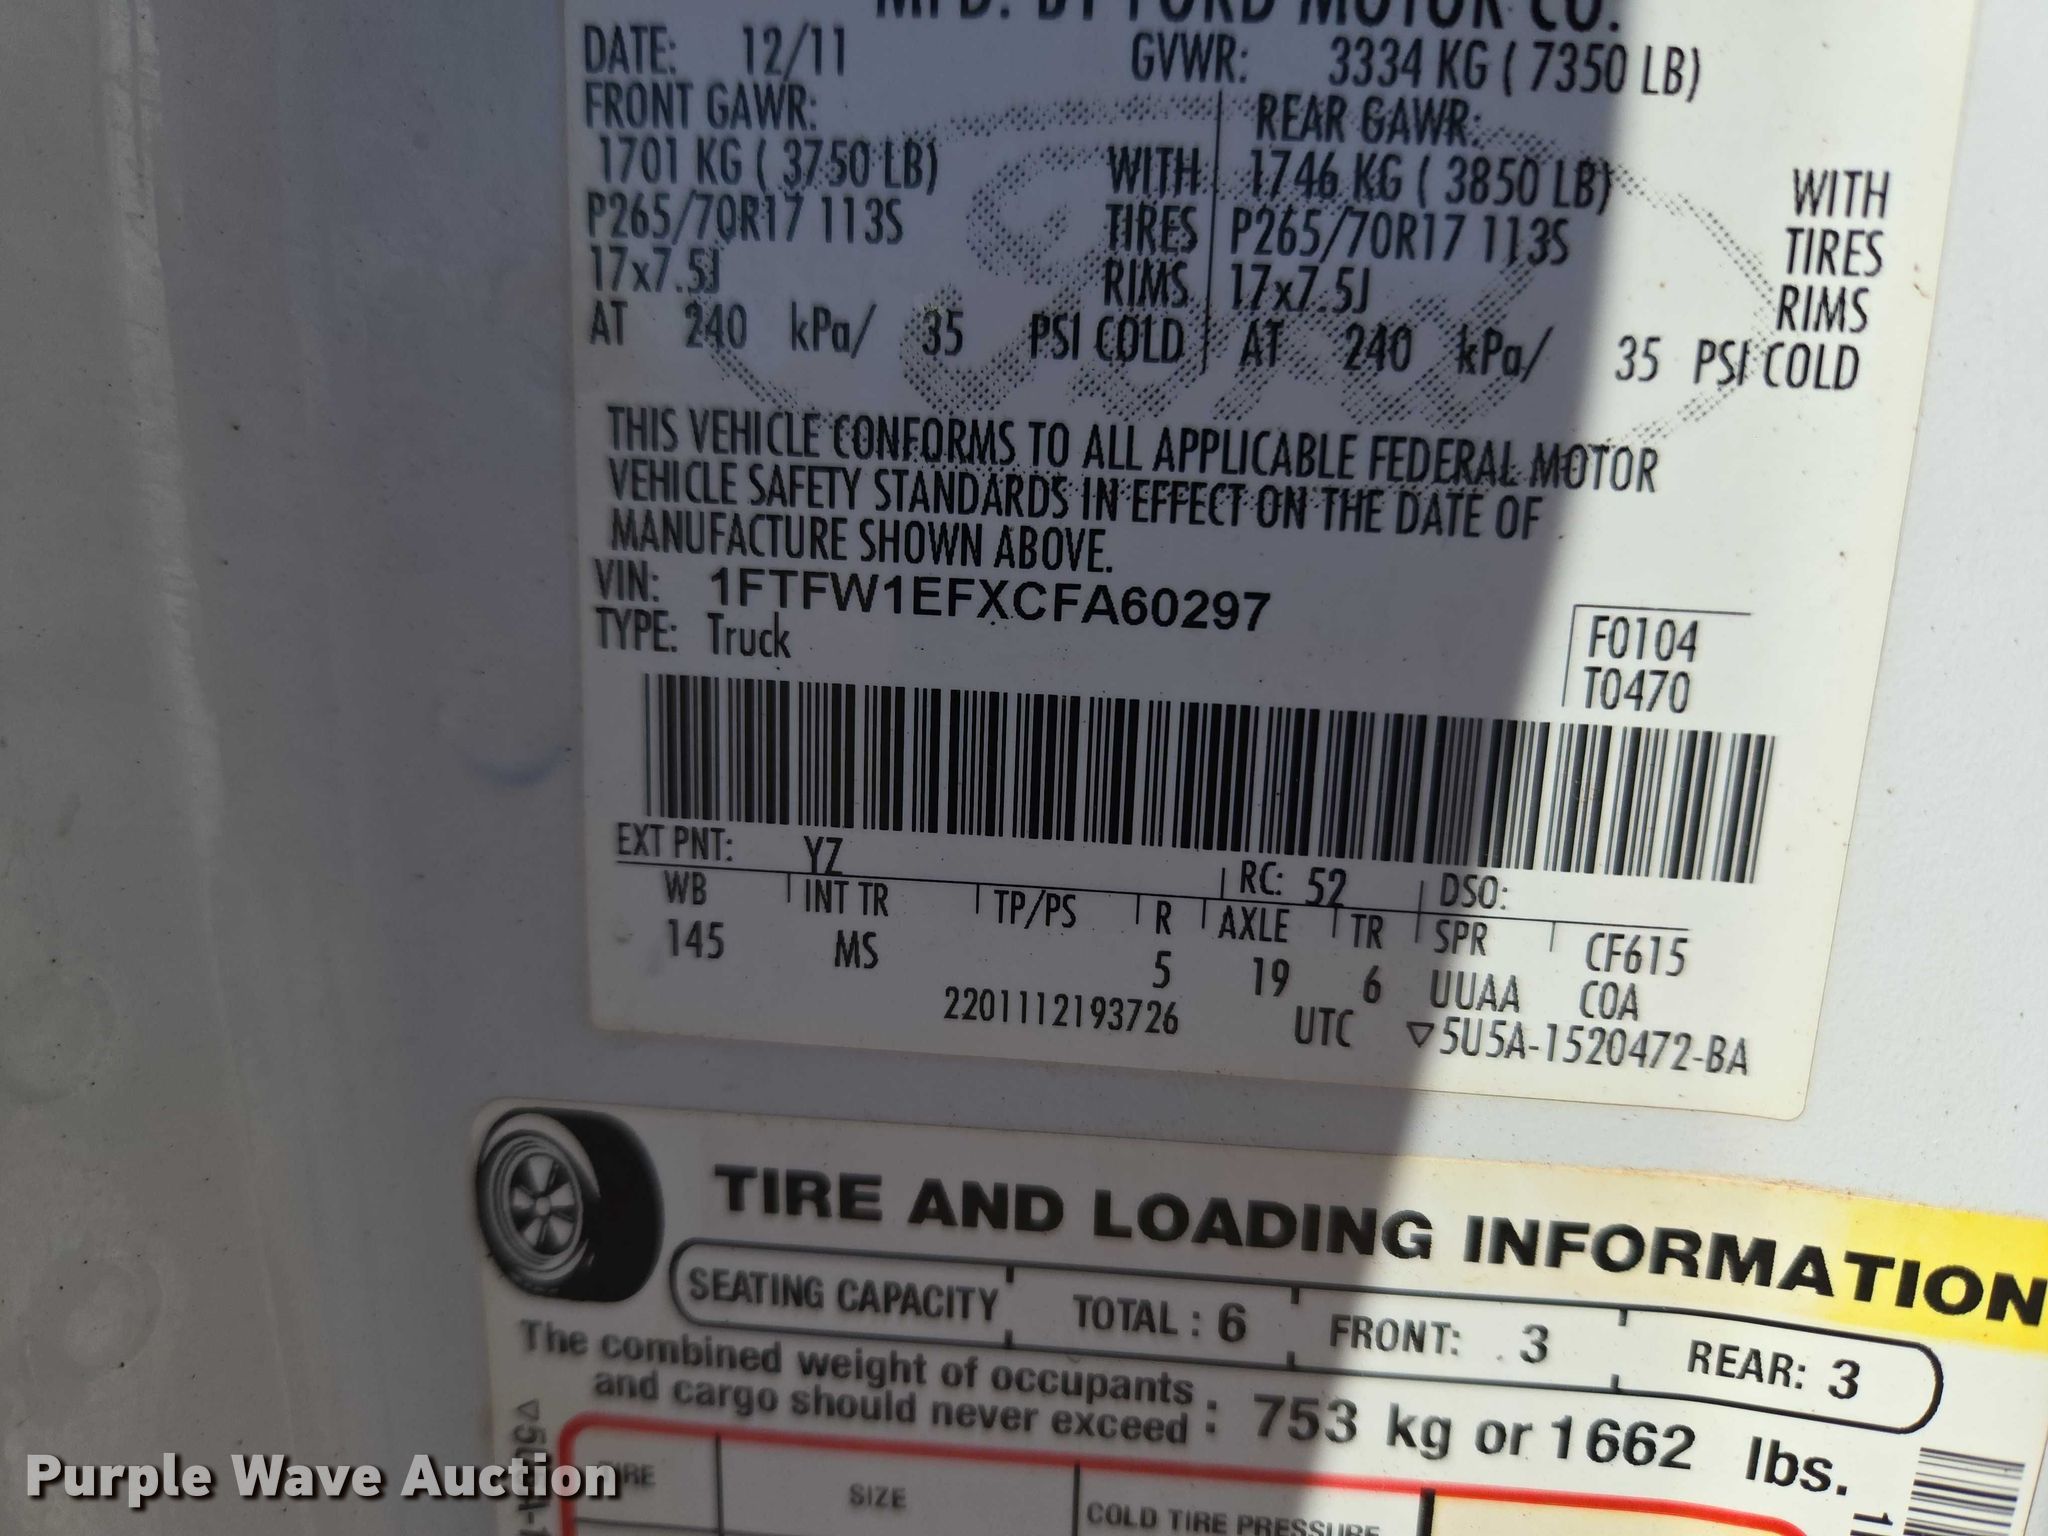 MFD. BY FORD MOTOR CO.
DATE: 12/11 GVWR: 3334 KG ( 7350 LB)
FRONT GAWR: REAR GAWR:
1701 KG ( 3750 LB) WITH 1746 KG ( 3850 LB) WITH
P265/70R17 113S TIRES P265/70R17 113S TIRES
17x7.5J RIMS 17x7.5J RIMS
AT 240 kPa/ 35 PSI COLD AT 240 kPa/ 35 PSI COLD
Ford
THIS VEHICLE CONFORMS TO ALL APPLICABLE FEDERAL MOTOR
VEHICLE SAFETY STANDARDS IN EFFECT ON THE DATE OF
MANUFACTURE SHOWN ABOVE.
VIN: 1FTFW1EFXCFA60297
TYPE: Truck
F0104
T0470
EXT PNT: YZ RC: 52 DSO:
WB INT TR TP/PS R AXLE TR SPR CF615
145 MS 5 19 6 UUAA COA
2201112193726 UTC ▽5U5A-1520472-BA
TIRE AND LOADING INFORMATION
SEATING CAPACITY TOTAL : 6 FRONT: 3 REAR: 3
The combined weight of occupants
and cargo should never exceed : 753 kg or 1662 lbs.
SIZE
COLD TIRE PRESSURE
Purple Wave Auction